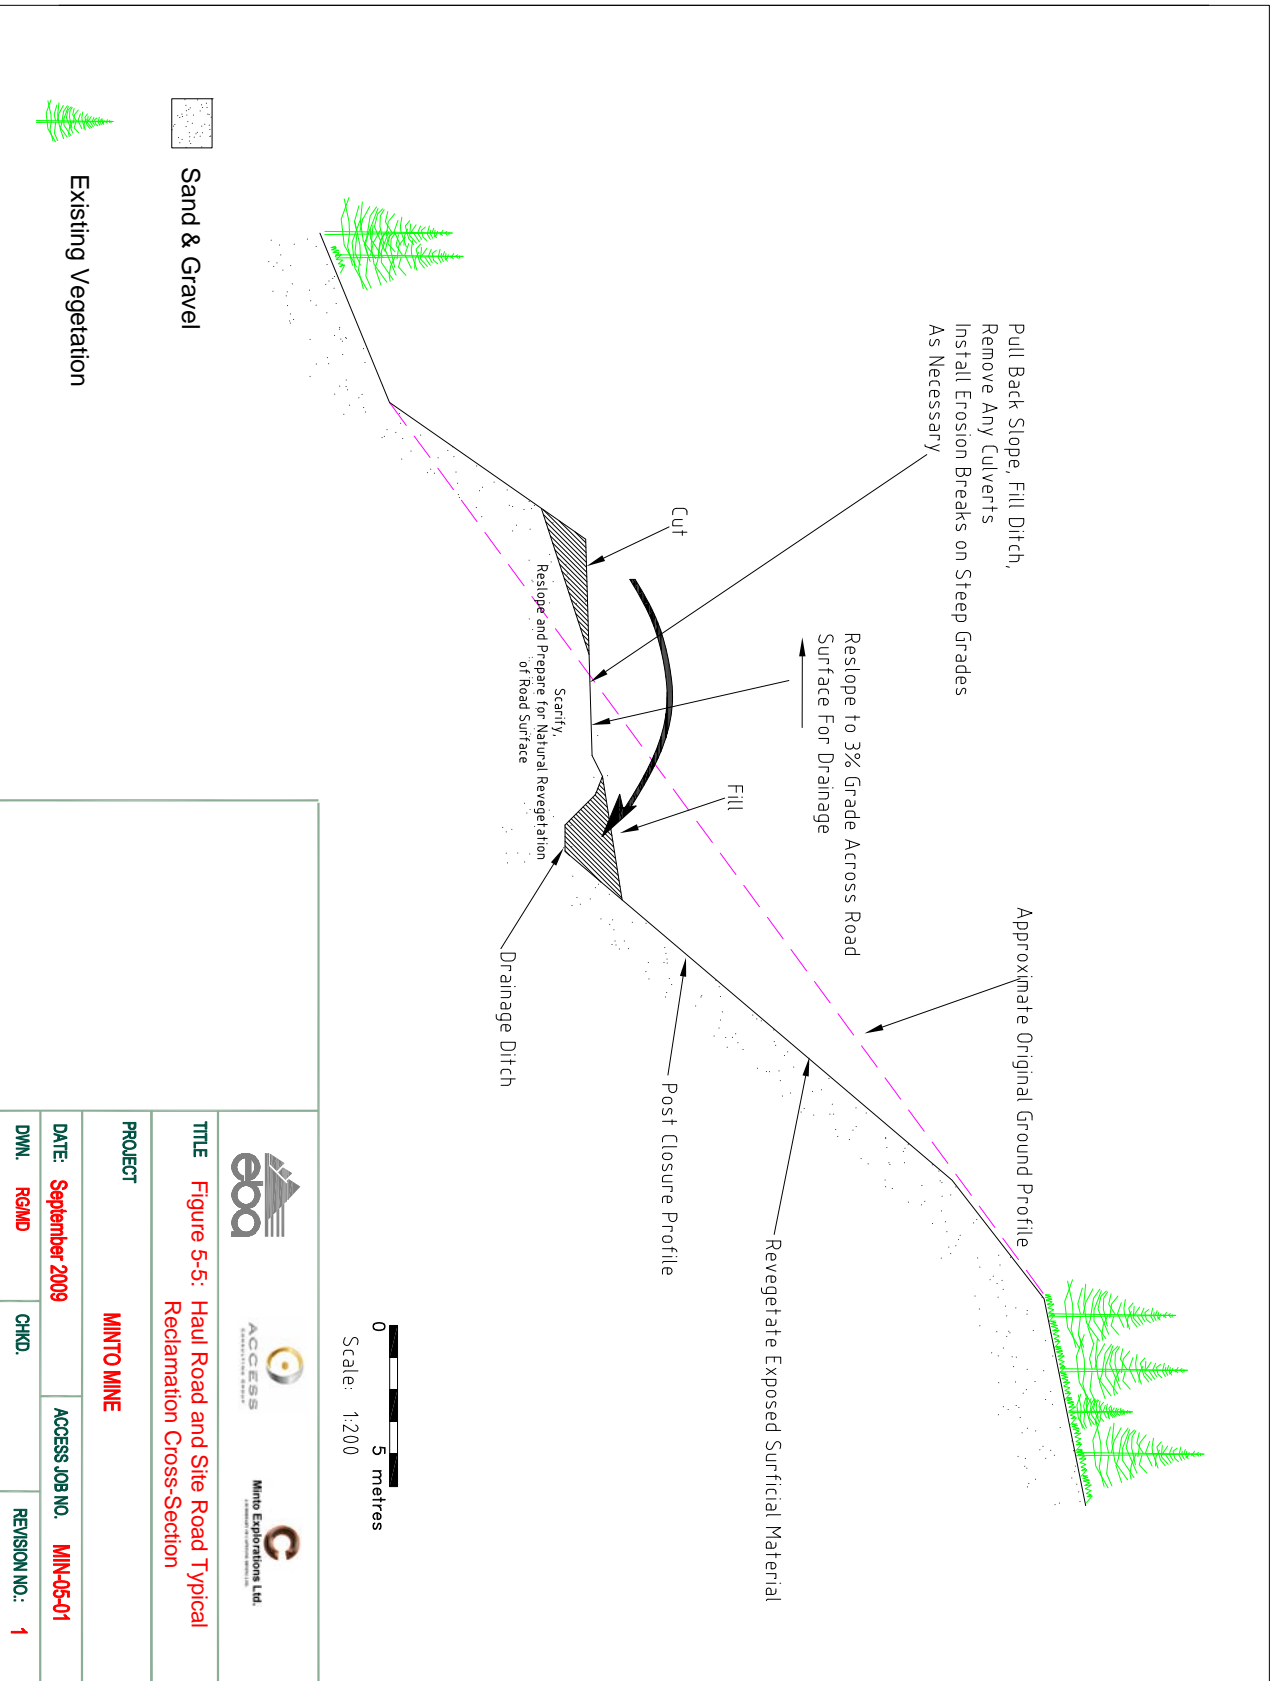 Pull Back Slope, Fill Ditch,
Remove Any Culverts
Install Erosion Breaks on Steep Grades
As Necessary
Reslope to 3% Grade Across Road
Surface For Drainage
Approximate Original Ground Profile
Cut
Fill
Scarify,
Reslope and Prepare for Natural Revegetation
of Road Surface
Drainage Ditch
Post Closure Profile
Revegetate Exposed Surficial Material
Sand & Gravel
Existing Vegetation
0 5 metres
Scale: 1:200
eba
ACCESS
CONSULTING GROUP
Minto Explorations Ltd.
TITLE Figure 5-5: Haul Road and Site Road Typical
Reclamation Cross-Section
PROJECT
MINTO MINE
DATE: September 2009
ACCESS JOB NO. MIN-05-01
DWN. RG/MD
CHKD.
REVISION NO.: 1